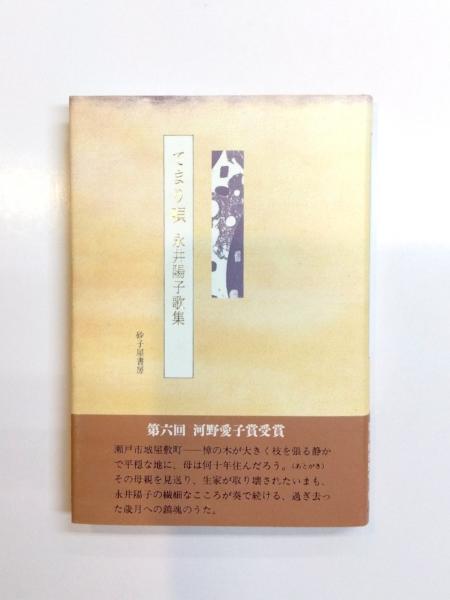 てまり唄 永井陽子歌集
砂子屋書房
第六回 河野愛子賞受賞
瀬戸市城屋敷町――樟の木が大きく枝を張る静か
で平穏な地に、母は何十年住んだろう。(あとがき)
その母親を見送り、生家が取り壊されたいまも、
永井陽子の繊細なこころが奏で続ける、過ぎ去っ
た歳月への鎮魂のうた。